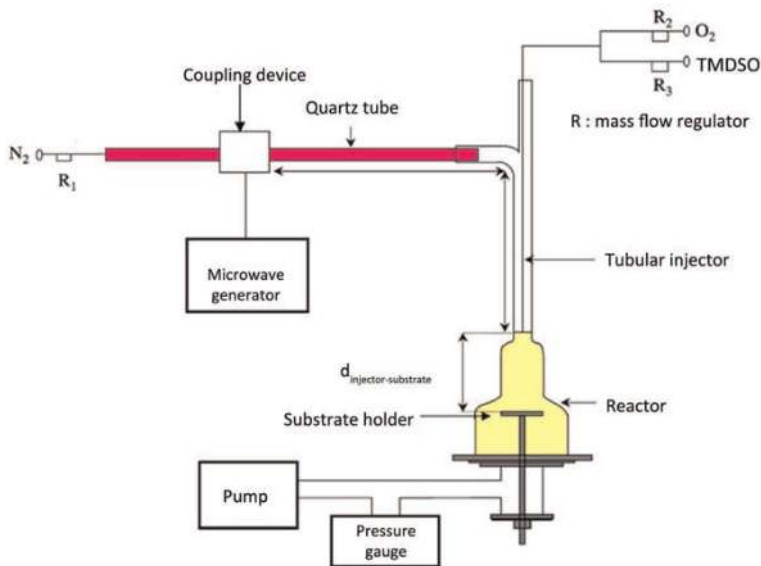 R2
O2
Coupling device
TMDSO
Quartz tube
R3
R : mass flow regulator
N2
R1
Microwave
generator
Tubular injector
dinjector-substrate
Reactor
Substrate holder
Pump
Pressure
gauge